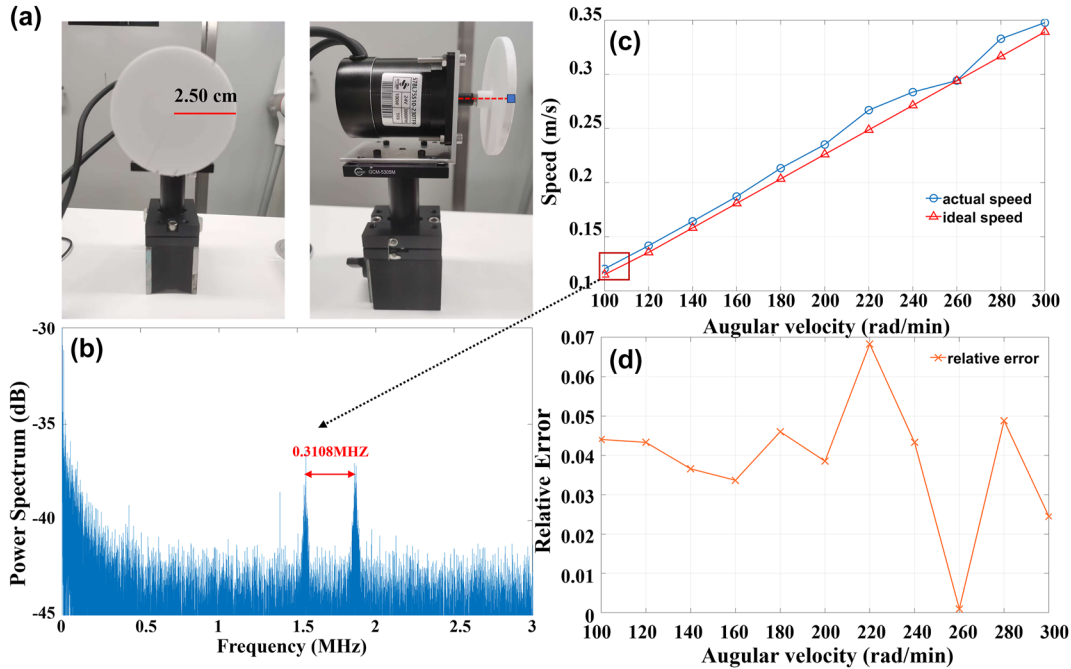 (a)
2.50 cm
GCM-530SM
(b)
-30
-35
-40
-45
Power Spectrum (dB)
0.3108MHZ
0
0.5
1
1.5
2
2.5
3
Frequency (MHz)
(c)
0.35
0.3
0.25
0.2
0.15
0.1
Speed (m/s)
actual speed
ideal speed
100 120 140 160 180 200 220 240 260 280 300
Augular velocity (rad/min)
(d)
0.07
0.06
0.05
0.04
0.03
0.02
0.01
0
Relative Error
relative error
100 120 140 160 180 200 220 240 260 280 300
Augular velocity (rad/min)